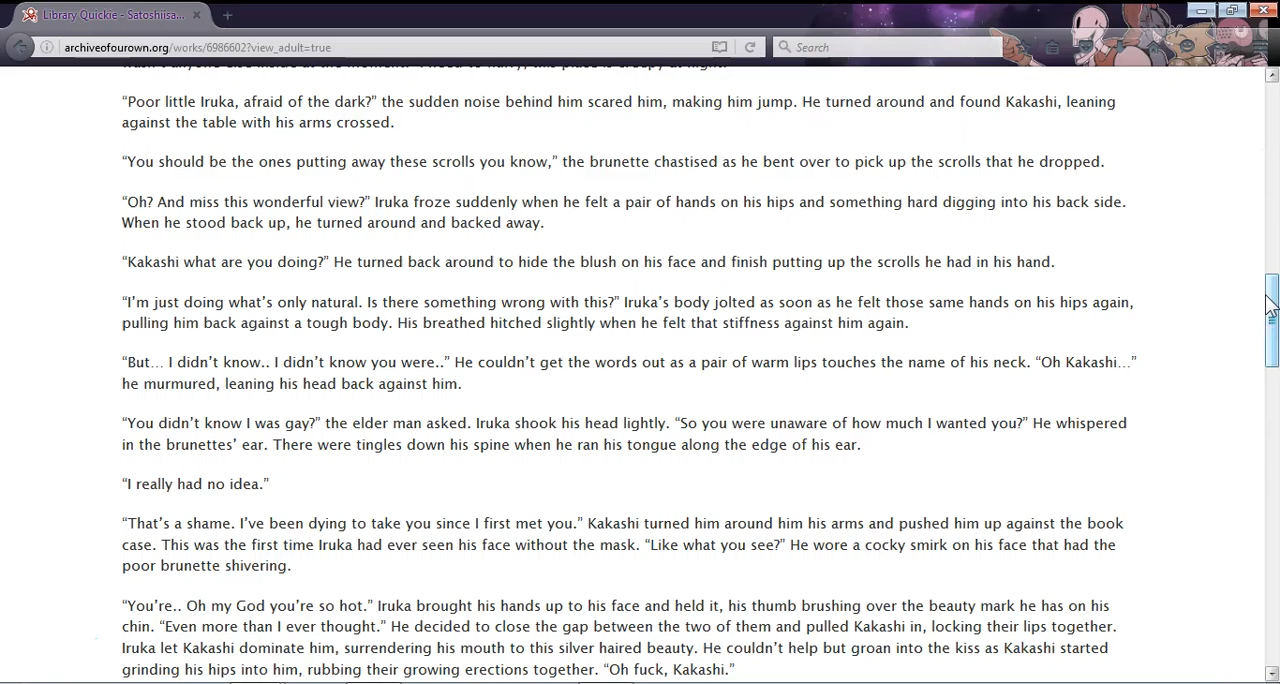 Library Quickie - Satoshiisa...
archiveofourown.org/works/6986602?view_adult=true
Search
“Poor little Iruka, afraid of the dark?” the sudden noise behind him scared him, making him jump. He turned around and found Kakashi, leaning
against the table with his arms crossed.
“You should be the ones putting away these scrolls you know,” the brunette chastised as he bent over to pick up the scrolls that he dropped.
“Oh? And miss this wonderful view?” Iruka froze suddenly when he felt a pair of hands on his hips and something hard digging into his back side.
When he stood back up, he turned around and backed away.
“Kakashi what are you doing?” He turned back around to hide the blush on his face and finish putting up the scrolls he had in his hand.
“I’m just doing what’s only natural. Is there something wrong with this?” Iruka’s body jolted as soon as he felt those same hands on his hips again,
pulling him back against a tough body. His breathed hitched slightly when he felt that stiffness against him again.
“But… I didn’t know.. I didn’t know you were..” He couldn’t get the words out as a pair of warm lips touches the name of his neck. “Oh Kakashi…”
he murmured, leaning his head back against him.
“You didn’t know I was gay?” the elder man asked. Iruka shook his head lightly. “So you were unaware of how much I wanted you?” He whispered
in the brunettes’ ear. There were tingles down his spine when he ran his tongue along the edge of his ear.
“I really had no idea.”
“That’s a shame. I’ve been dying to take you since I first met you.” Kakashi turned him around him his arms and pushed him up against the book
case. This was the first time Iruka had ever seen his face without the mask. “Like what you see?” He wore a cocky smirk on his face that had the
poor brunette shivering.
“You’re.. Oh my God you’re so hot.” Iruka brought his hands up to his face and held it, his thumb brushing over the beauty mark he has on his
chin. “Even more than I ever thought.” He decided to close the gap between the two of them and pulled Kakashi in, locking their lips together.
Iruka let Kakashi dominate him, surrendering his mouth to this silver haired beauty. He couldn’t help but groan into the kiss as Kakashi started
grinding his hips into him, rubbing their growing erections together. “Oh fuck, Kakashi.”